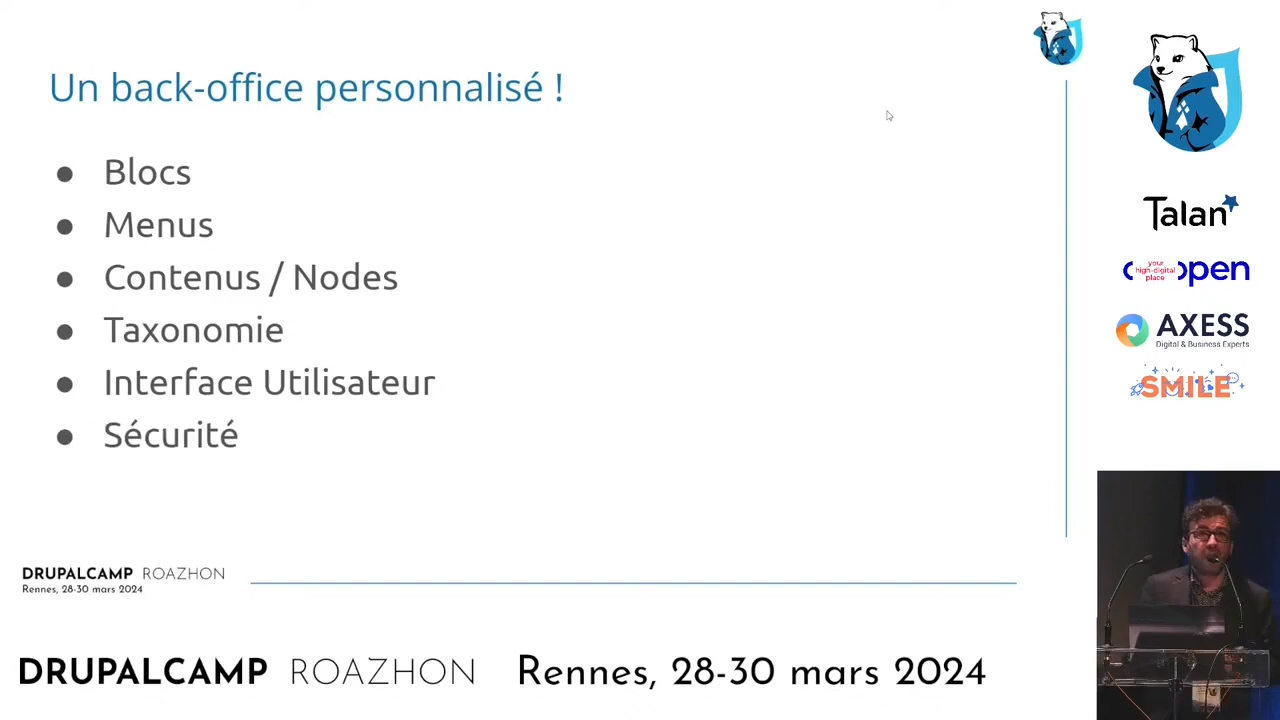 Un back-office personnalisé !
● Blocs
● Menus
● Contenus / Nodes
● Taxonomie
● Interface Utilisateur
● Sécurité
DRUPALCAMP ROAZHON
Rennes, 28-30 mars 2024
Talan
your
high-digital
place
open
AXESS
Digital & Business Experts
SMILE
DRUPALCAMP ROAZHON Rennes, 28-30 mars 2024